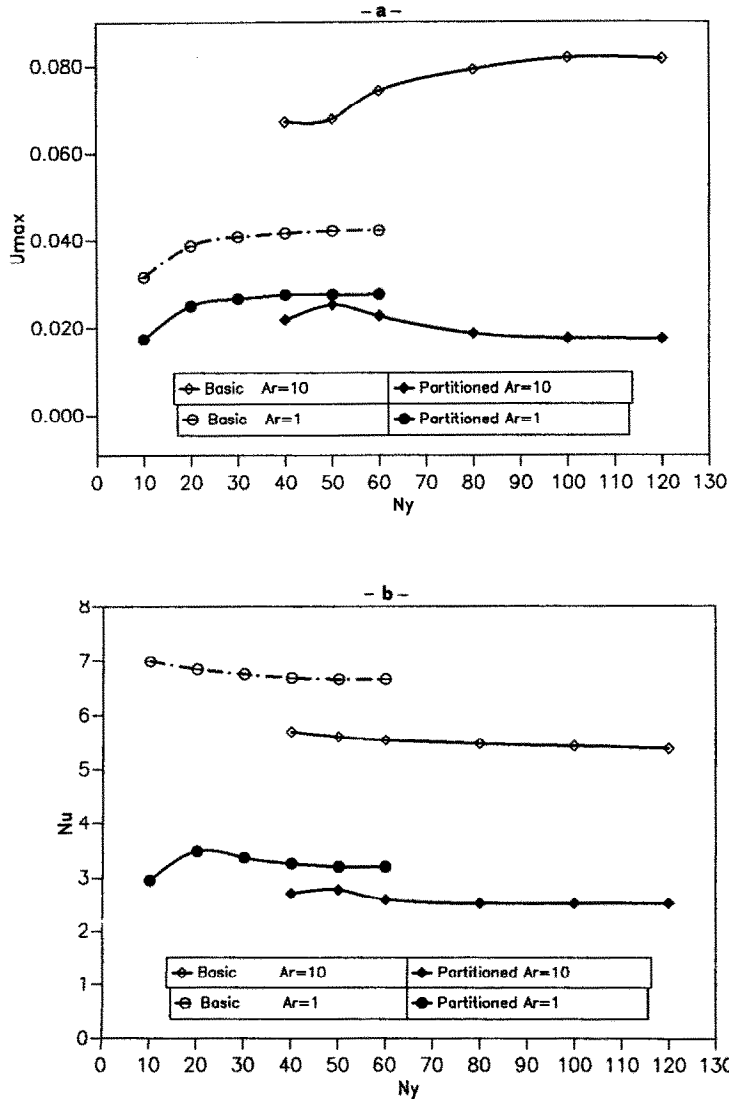 - a -
0.080
0.060
0.040
0.020
0.000
Umax
Basic Ar=10
Partitioned Ar=10
Basic Ar=1
Partitioned Ar=1
0 10 20 30 40 50 60 70 80 90 100 110 120 130
Ny
- b -
8
7
6
5
4
3
2
1
0
Nu
Basic Ar=10
Partitioned Ar=10
Basic Ar=1
Partitioned Ar=1
0 10 20 30 40 50 60 70 80 90 100 110 120
Ny